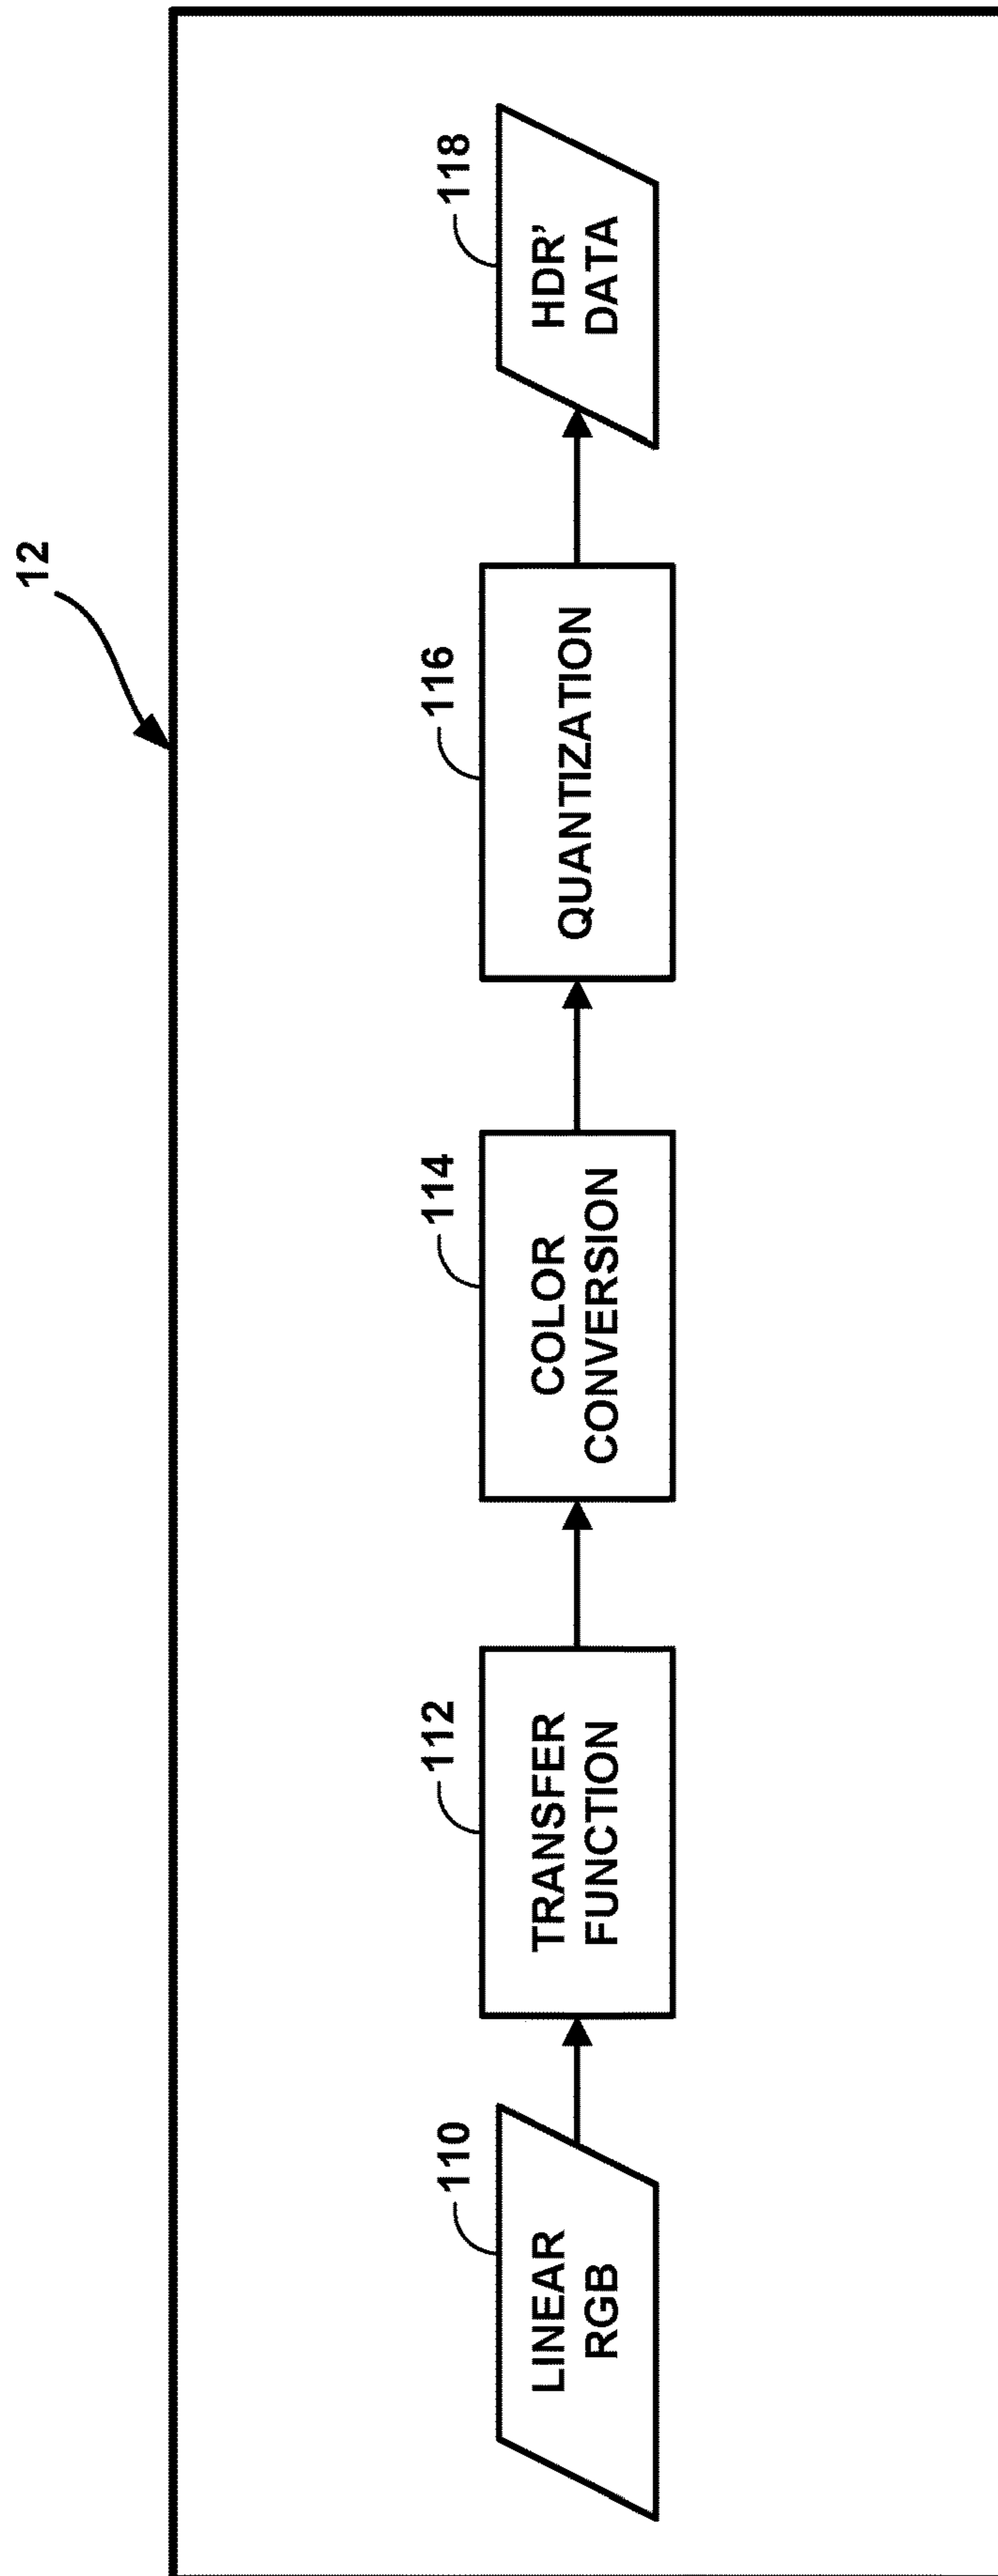 12
110
LINEAR
RGB
112
TRANSFER
FUNCTION
114
COLOR
CONVERSION
116
QUANTIZATION
118
HDR’
DATA